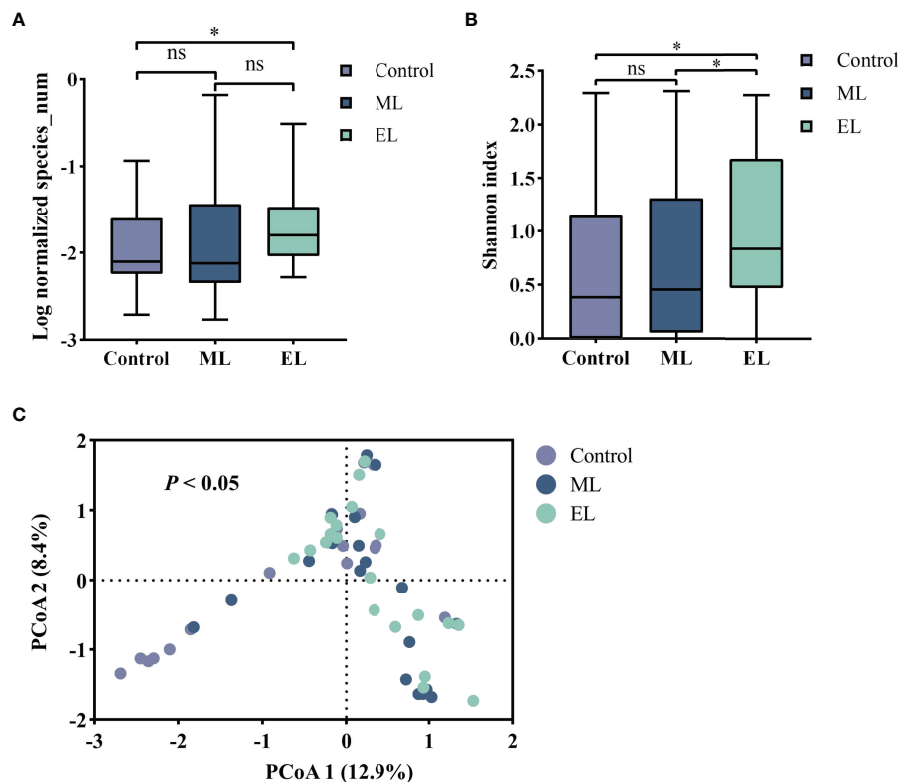 A
*
ns
ns
Control
ML
EL
Log normalized species_num
0
-1
-2
-3
Control ML EL
B
*
ns
*
Control
ML
EL
Shannon index
2.5
2.0
1.5
1.0
0.5
0.0
Control ML EL
C
P < 0.05
Control
ML
EL
PCoA 2 (8.4%)
2
1
0
-1
-2
-3 -2 -1 0 1 2
PCoA 1 (12.9%)